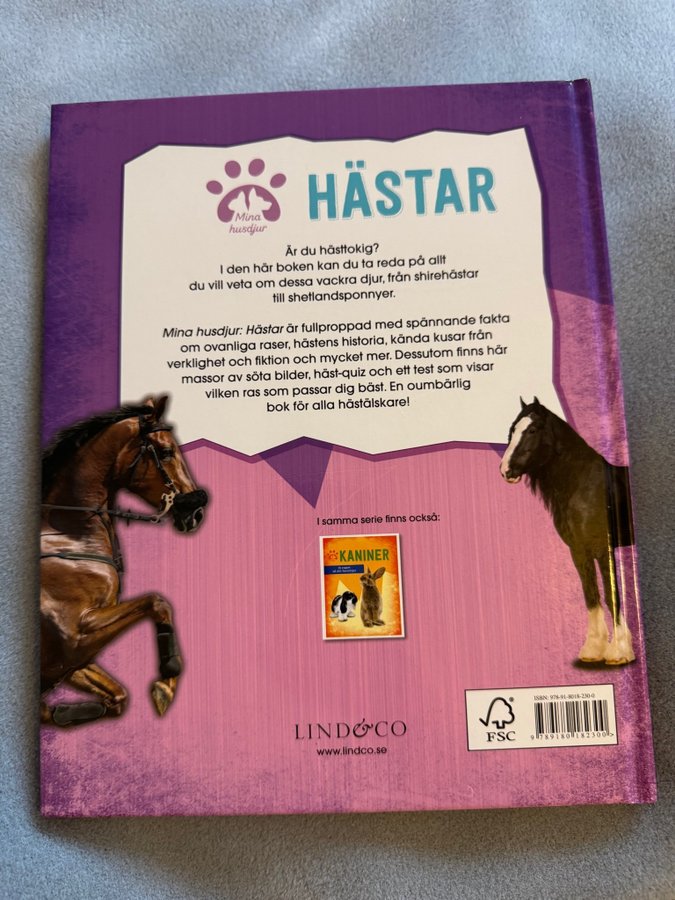 Mina
husdjur
HÄSTAR
Är du hästtokig?
I den här boken kan du ta reda på allt
du vill veta om dessa vackra djur, från shirehästar
till shetlandsponnyer.
Mina husdjur: Hästar är fullproppad med spännande fakta
om ovanliga raser, hästens historia, kända kusar från
verklighet och fiktion och mycket mer. Dessutom finns här
massor av söta bilder, häst-quiz och ett test som visar
vilken ras som passar dig bäst. En oumbärlig
bok för alla hästälskare!
I samma serie finns också:
KANINER
LIND&CO
www.lindco.se
FSC
ISBN: 978-91-8018-230-0
9 789180 182300 >